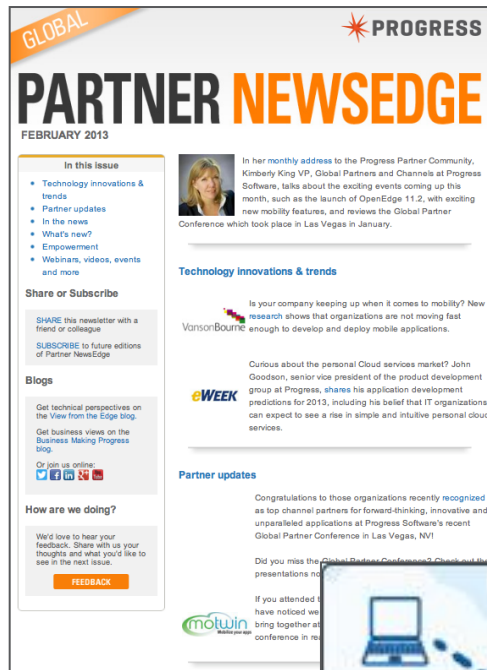 GLOBAL
PROGRESS
PARTNER NEWSEDGE
FEBRUARY 2013
In this issue
Technology innovations &
trends
Partner updates
In the news
What's new?
Empowerment
Webinars, videos, events
and more
Share or Subscribe
SHARE this newsletter with a
friend or colleague
SUBSCRIBE to future editions
of Partner NewsEdge
Blogs
Get technical perspectives on
the View from the Edge blog.
Get business views on the
Business Making Progress
blog.
Or join us online:
How are we doing?
We'd love to hear your
feedback. Share with us your
thoughts and what you'd like to
see in the next issue.
FEEDBACK
In her monthly address to the Progress Partner Community,
Kimberly King VP, Global Partners and Channels at Progress
Software, talks about the exciting events coming up this
month, such as the launch of OpenEdge 11.2, with exciting
new mobility features, and reviews the Global Partner
Conference which took place in Las Vegas in January.
Technology innovations & trends
VansonBourne
Is your company keeping up when it comes to mobility? New
research shows that organizations are not moving fast
enough to develop and deploy mobile applications.
eWEEK
Curious about the personal Cloud services market? John
Goodson, senior vice president of the product development
group at Progress, shares his application development
predictions for 2013, including his belief that IT organizations
can expect to see a rise in simple and intuitive personal cloud
services.
Partner updates
Congratulations to those organizations recently recognized
as top channel partners for forward-thinking, innovative and
unparalleled applications at Progress Software's recent
Global Partner Conference in Las Vegas, NV!
Did you miss the Global Partner Conference? Check out the
presentations
motwin
Mobilize your apps
If you attended
have noticed we
bring together
conference in